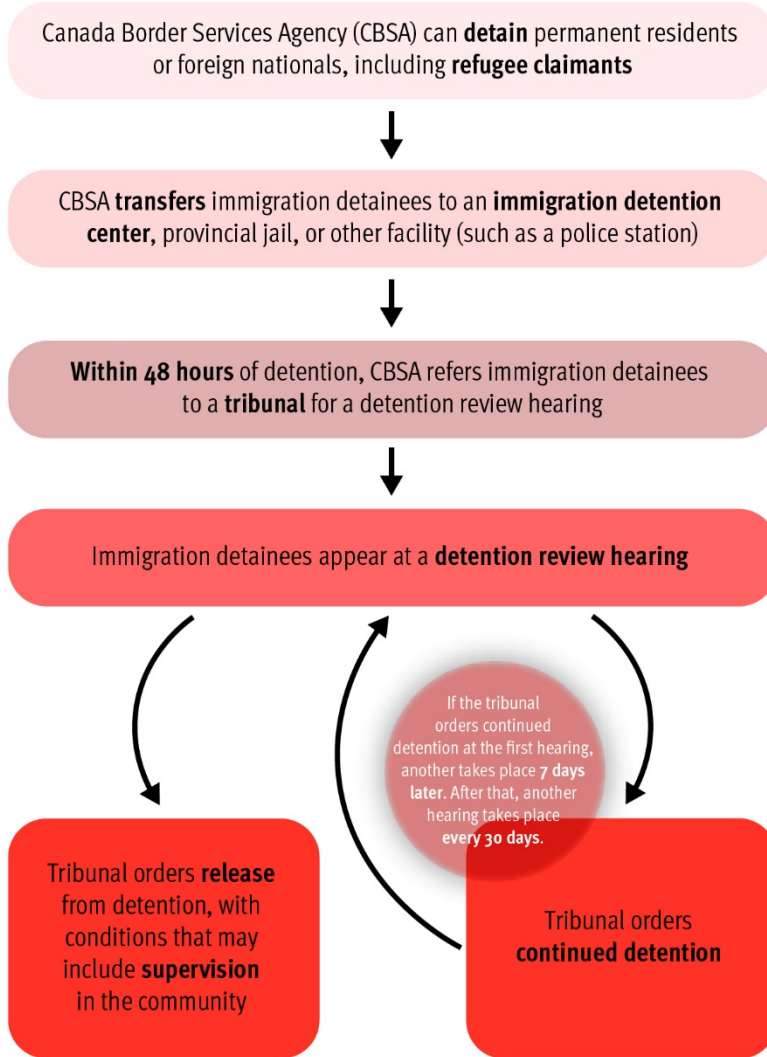 Canada Border Services Agency (CBSA) can detain permanent residents
or foreign nationals, including refugee claimants
CBSA transfers immigration detainees to an immigration detention
center, provincial jail, or other facility (such as a police station)
Within 48 hours of detention, CBSA refers immigration detainees
to a tribunal for a detention review hearing
Immigration detainees appear at a detention review hearing
If the tribunal
orders continued
detention at the first hearing,
another takes place 7 days
later. After that, another
hearing takes place
every 30 days.
Tribunal orders release
from detention, with
conditions that may
include supervision
in the community
Tribunal orders
continued detention